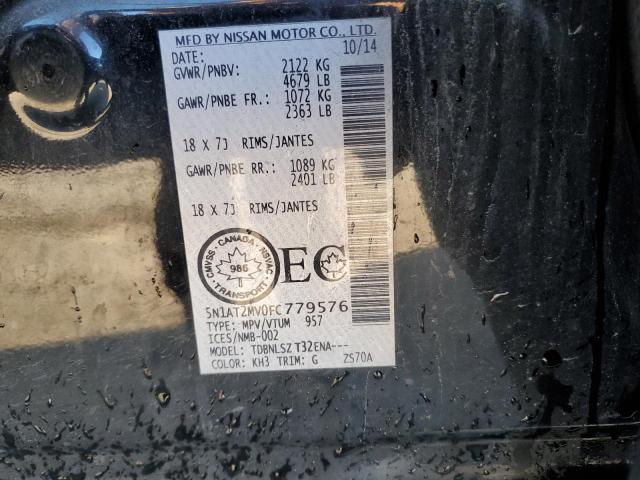 MFD BY NISSAN MOTOR CO., LTD.
DATE: 10/14
GVWR/PNBV: 2122 KG
4679 LB
GAWR/PNBE FR.: 1072 KG
2363 LB
18 X 7J RIMS/JANTES
GAWR/PNBE RR.: 1089 KG
2401 LB
18 X 7J RIMS/JANTES
CANADA
CMVSS · NSVAC
986
TRANSPORT
EC
5N1AT2MV0FC779576
TYPE: MPV/VTUM 957
ICES/NMB-002
MODEL: TDBNLSZ T32ENA---
COLOR: KH3 TRIM: G ZS70A